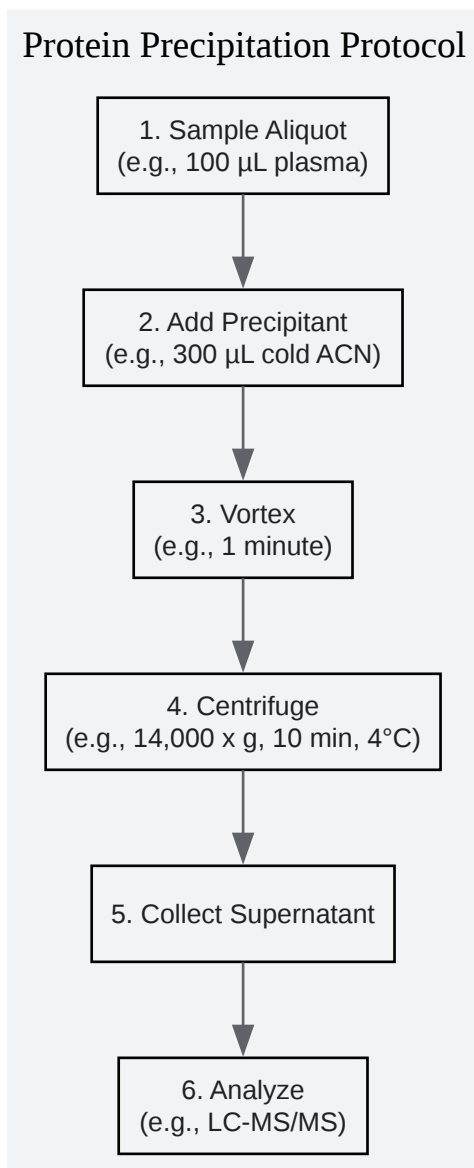 Protein Precipitation Protocol
1. Sample Aliquot
(e.g., 100 µL plasma)
2. Add Precipitant
(e.g., 300 µL cold ACN)
3. Vortex
(e.g., 1 minute)
4. Centrifuge
(e.g., 14,000 x g, 10 min, 4°C)
5. Collect Supernatant
6. Analyze
(e.g., LC-MS/MS)